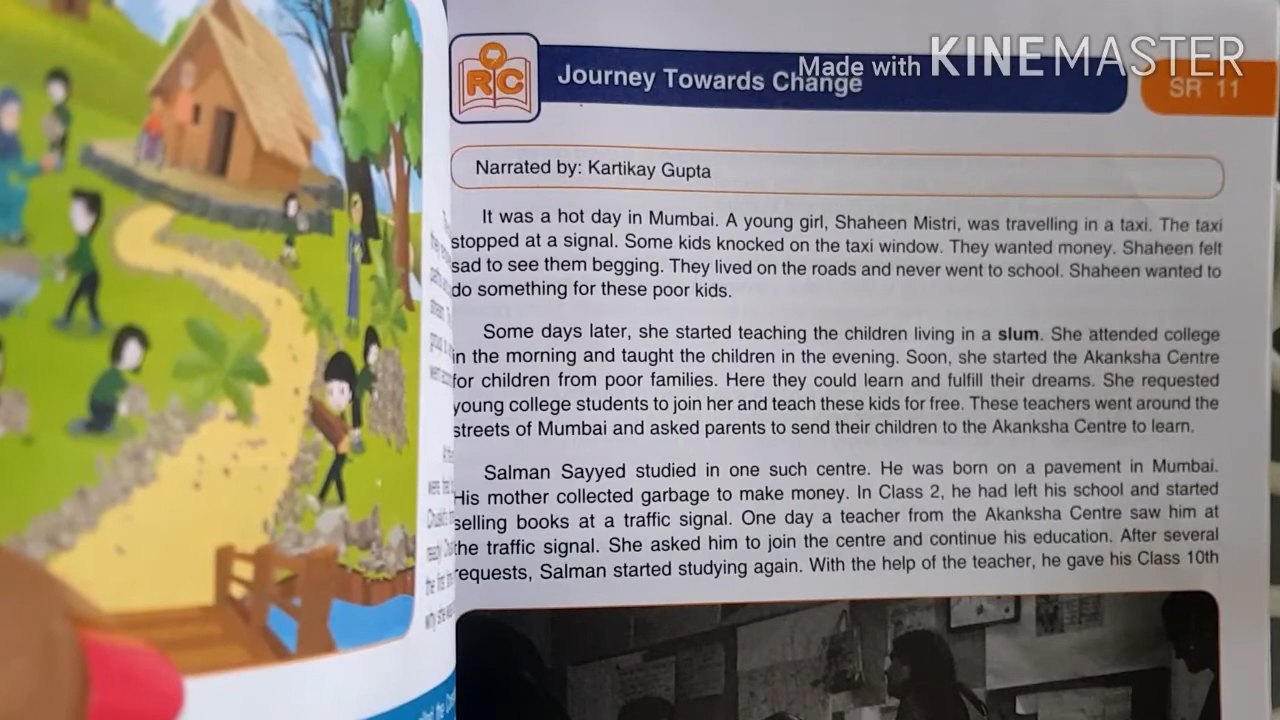 Made with KINEMASTER
RC
Journey Towards Change
SR 11
Narrated by: Kartikay Gupta
It was a hot day in Mumbai. A young girl, Shaheen Mistri, was travelling in a taxi. The taxi
stopped at a signal. Some kids knocked on the taxi window. They wanted money. Shaheen felt
sad to see them begging. They lived on the roads and never went to school. Shaheen wanted to
do something for these poor kids.
Some days later, she started teaching the children living in a slum. She attended college
in the morning and taught the children in the evening. Soon, she started the Akanksha Centre
for children from poor families. Here they could learn and fulfill their dreams. She requested
young college students to join her and teach these kids for free. These teachers went around the
streets of Mumbai and asked parents to send their children to the Akanksha Centre to learn.
Salman Sayyed studied in one such centre. He was born on a pavement in Mumbai.
His mother collected garbage to make money. In Class 2, he had left his school and started
selling books at a traffic signal. One day a teacher from the Akanksha Centre saw him at
the traffic signal. She asked him to join the centre and continue his education. After several
requests, Salman started studying again. With the help of the teacher, he gave his Class 10th